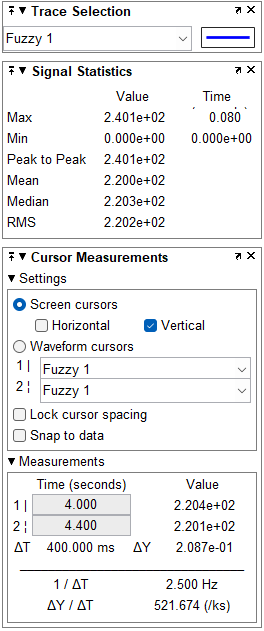 Trace Selection
Fuzzy 1
Signal Statistics
Value Time
Max 2.401e+02 0.080
Min 0.000e+00 0.000e+00
Peak to Peak 2.401e+02
Mean 2.200e+02
Median 2.203e+02
RMS 2.202e+02
Cursor Measurements
Settings
Screen cursors
Horizontal Vertical
Waveform cursors
1 | Fuzzy 1
2 ¦ Fuzzy 1
Lock cursor spacing
Snap to data
Measurements
Time (seconds) Value
1 | 4.000 2.204e+02
2 ¦ 4.400 2.201e+02
ΔT 400.000 ms ΔY 2.087e-01
1 / ΔT 2.500 Hz
ΔY / ΔT 521.674 (/ks)